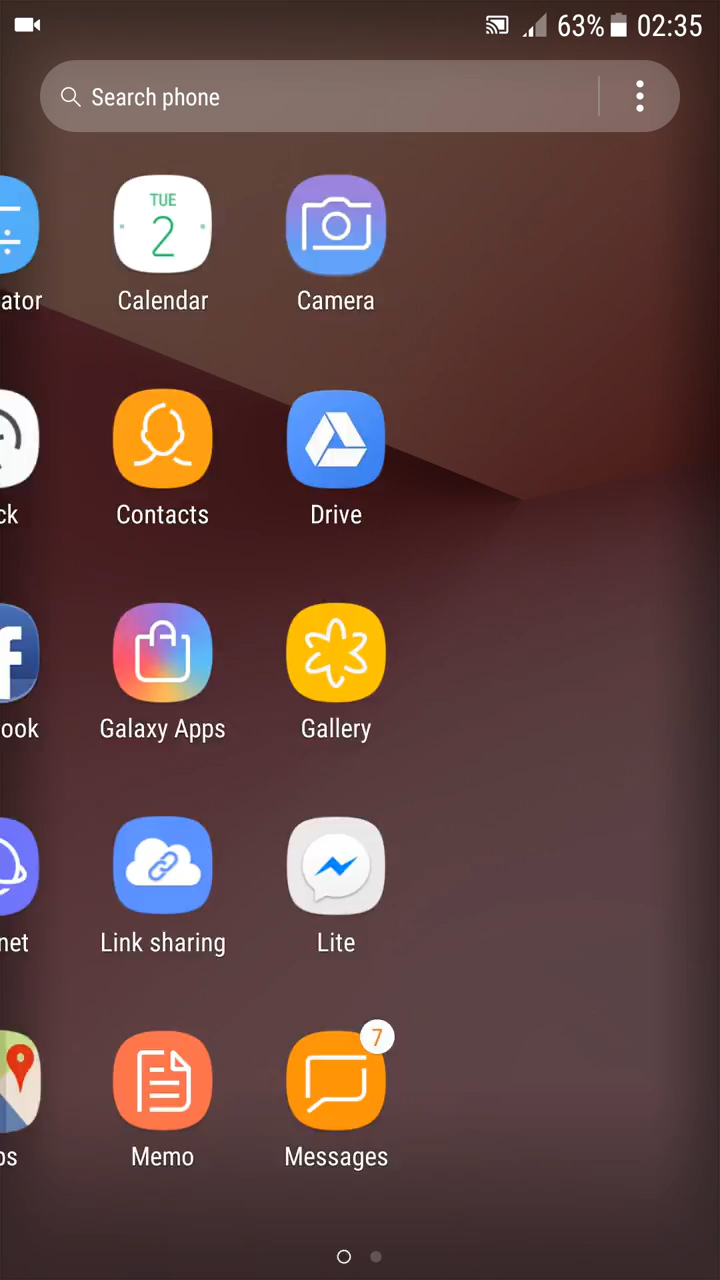 63% 02:35
Search phone
TUE
2
ator Calendar Camera
ck Contacts Drive
f
ook Galaxy Apps Gallery
net Link sharing Lite
7
ps Memo Messages